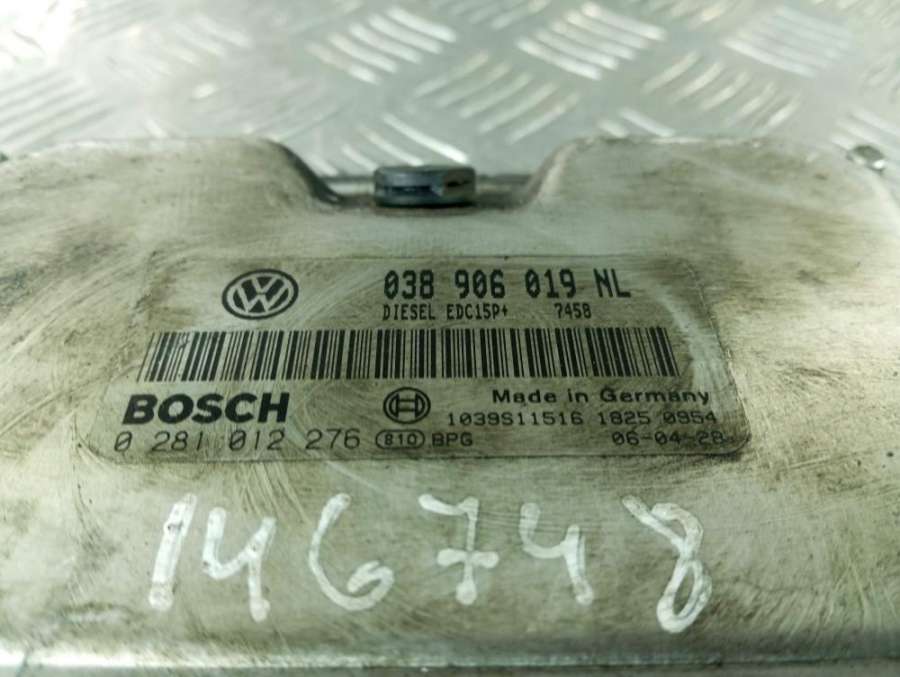 038 906 019 NL
DIESEL EDC15P+ 7458
BOSCH
Made in Germany
1039S11516 1825 0954
0 281 012 276 810 BPG 06-04-28
146748